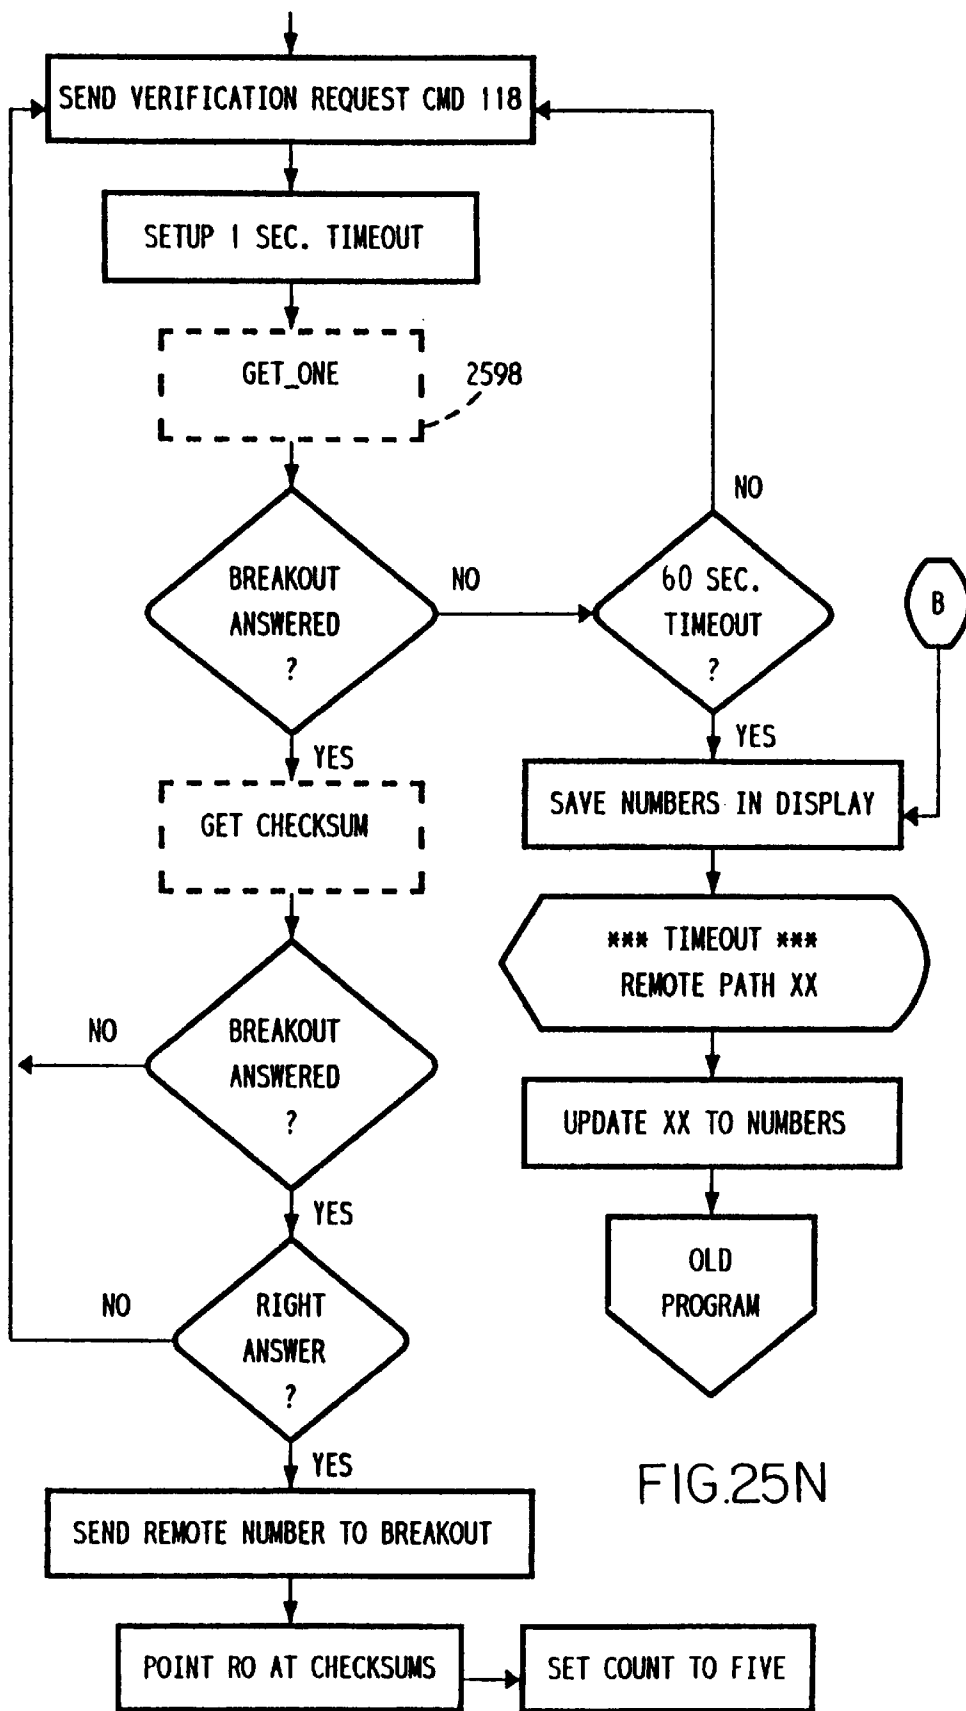 SEND VERIFICATION REQUEST CMD 118
SETUP 1 SEC. TIMEOUT
GET_ONE
2598
BREAKOUT
ANSWERED
?
NO
YES
60 SEC.
TIMEOUT
?
NO
YES
B
GET CHECKSUM
SAVE NUMBERS IN DISPLAY
*** TIMEOUT ***
REMOTE PATH XX
BREAKOUT
ANSWERED
?
NO
YES
UPDATE XX TO NUMBERS
OLD
PROGRAM
RIGHT
ANSWER
?
NO
YES
FIG.25N
SEND REMOTE NUMBER TO BREAKOUT
POINT RO AT CHECKSUMS
SET COUNT TO FIVE